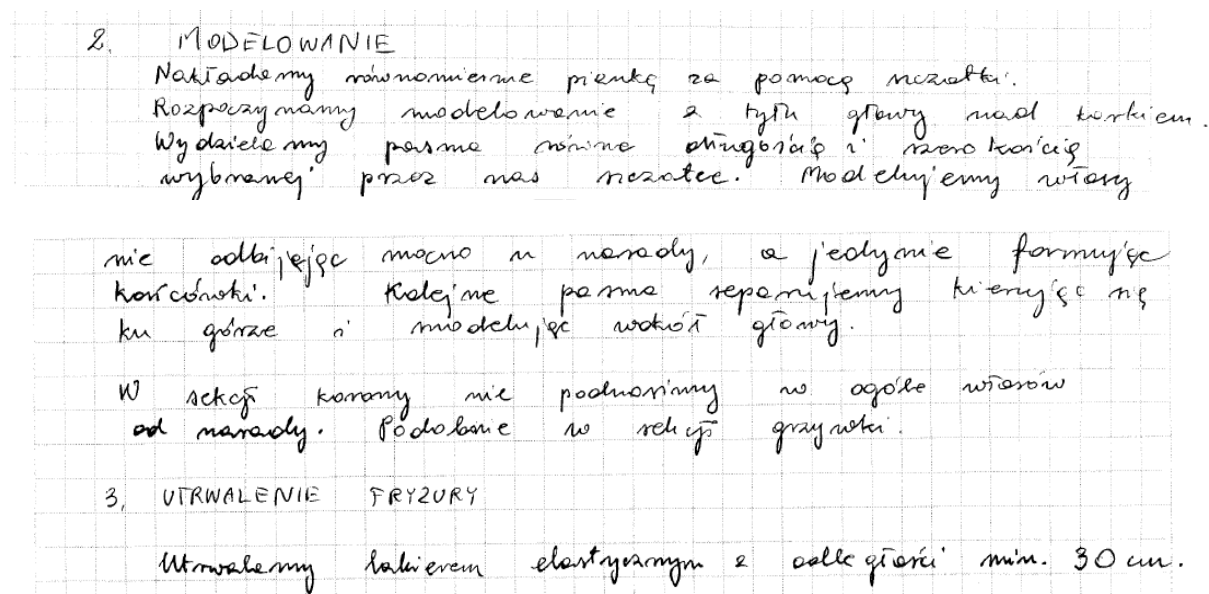 2. MODELOWANIE
Nakładamy równomiernie piankę za pomocą szczotki.
Rozpoczynamy modelowanie z tyłu głowy nad karkiem.
Wydzielamy pasma równe długością i szerokością
wybranej przez nas szczotce. Modelujemy włosy
nie odbijając mocno u nasady, a jedynie formując
końcówki. Kolejne pasma separujemy kierując się
ku górze i modelując wokół głowy.
W sekcji korony nie podnosimy w ogóle włosów
od nasady. Podobnie w sekcji grzywki.
3. UTRWALENIE FRYZURY
Utrwalamy lakierem elastycznym z odległości min. 30 cm.